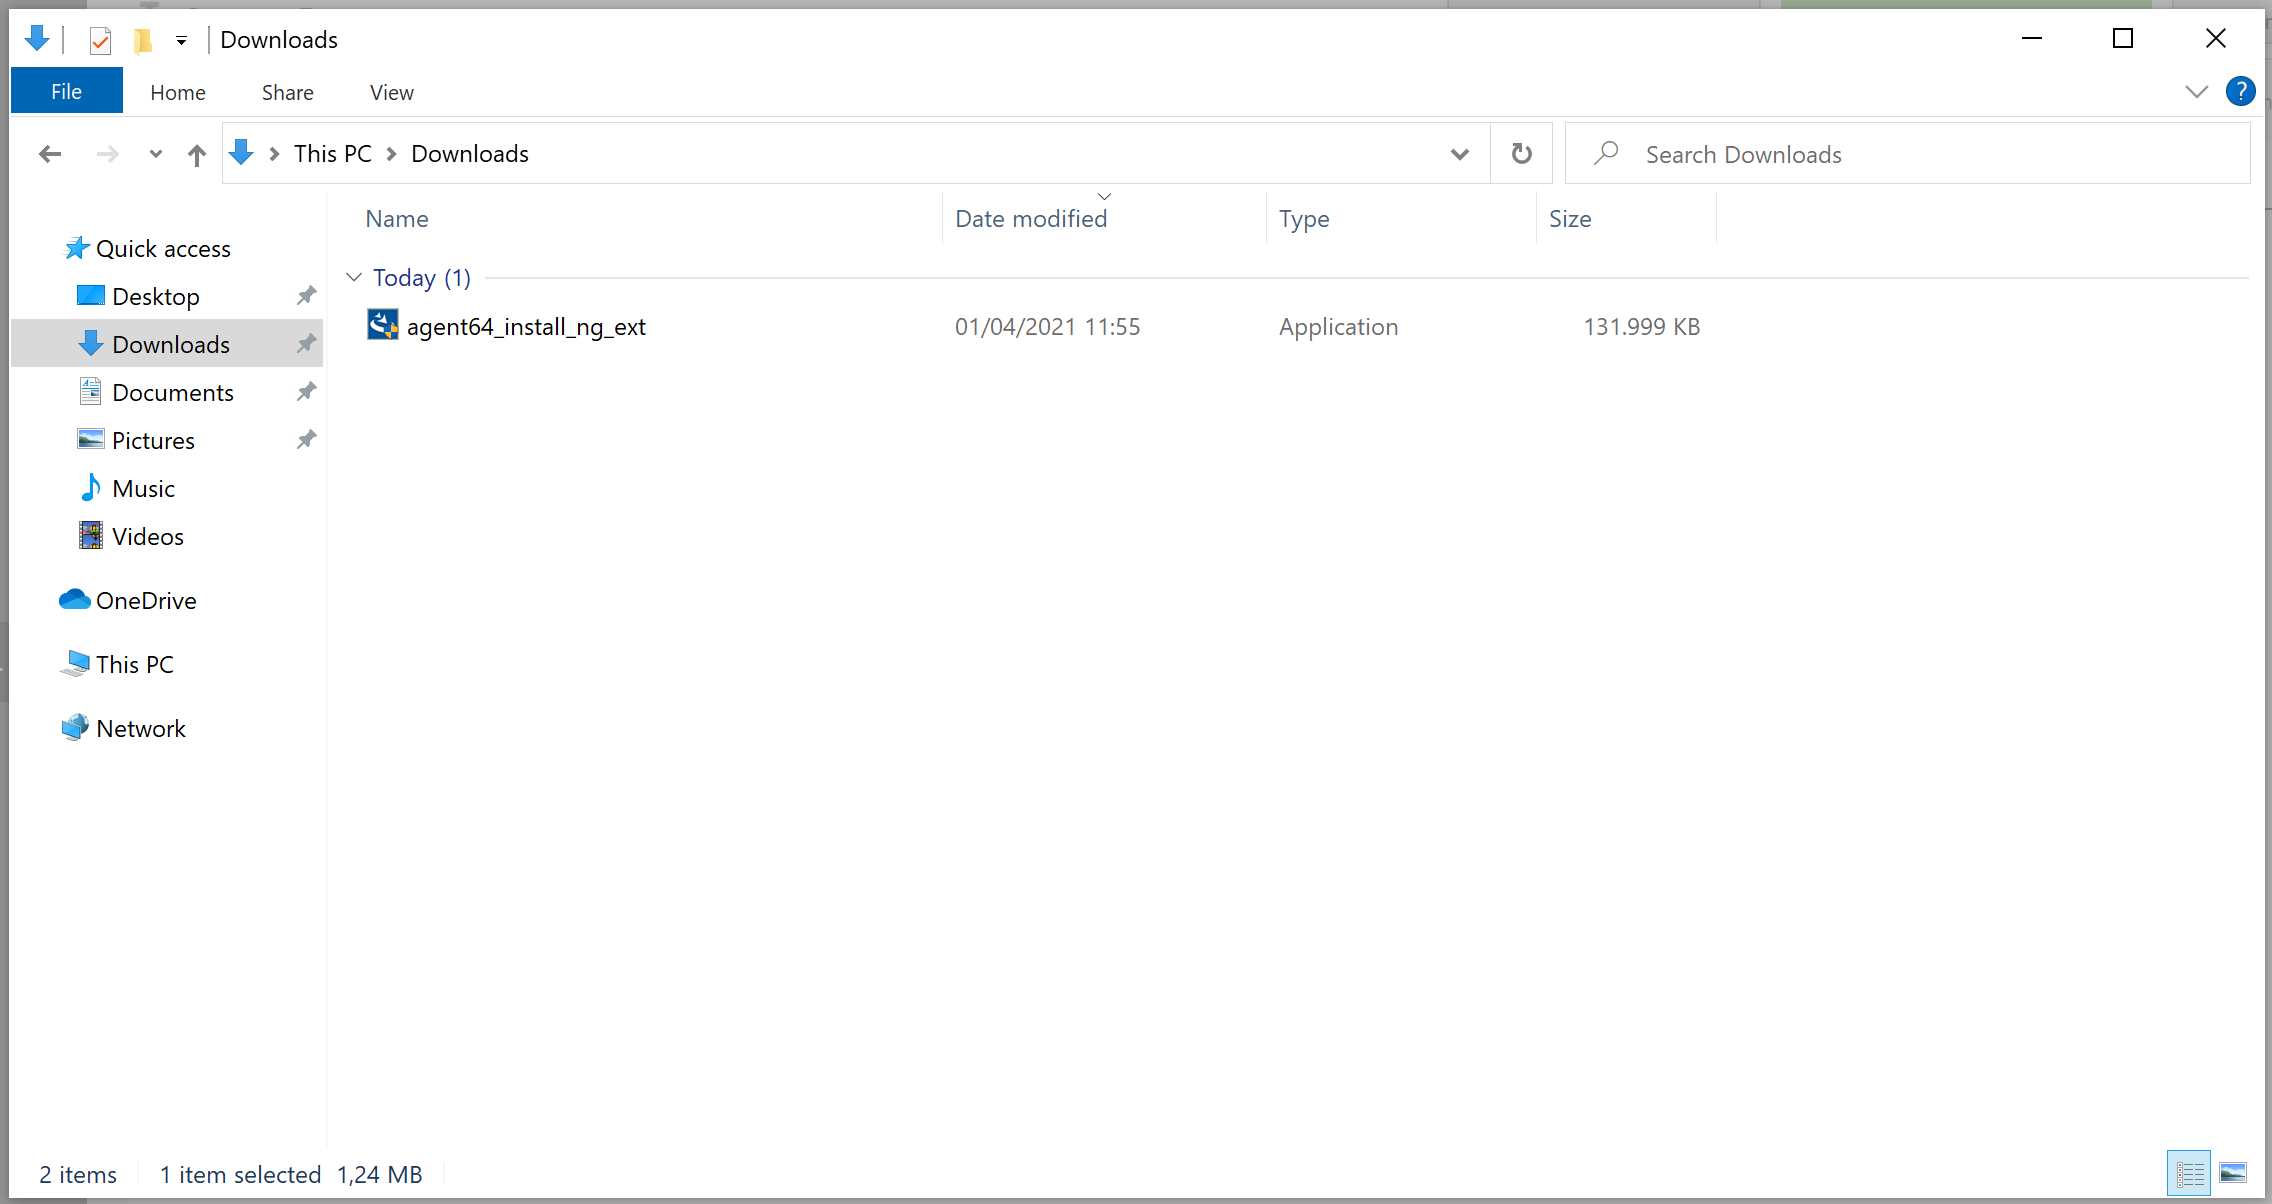 Downloads
File Home Share View ?
This PC Downloads
Search Downloads
Name Date modified Type Size
Quick access
Desktop
Downloads
Documents
Pictures
Music
Videos
OneDrive
This PC
Network
Today (1)
agent64_install_ng_ext 01/04/2021 11:55 Application 131.999 KB
2 items 1 item selected 1,24 MB